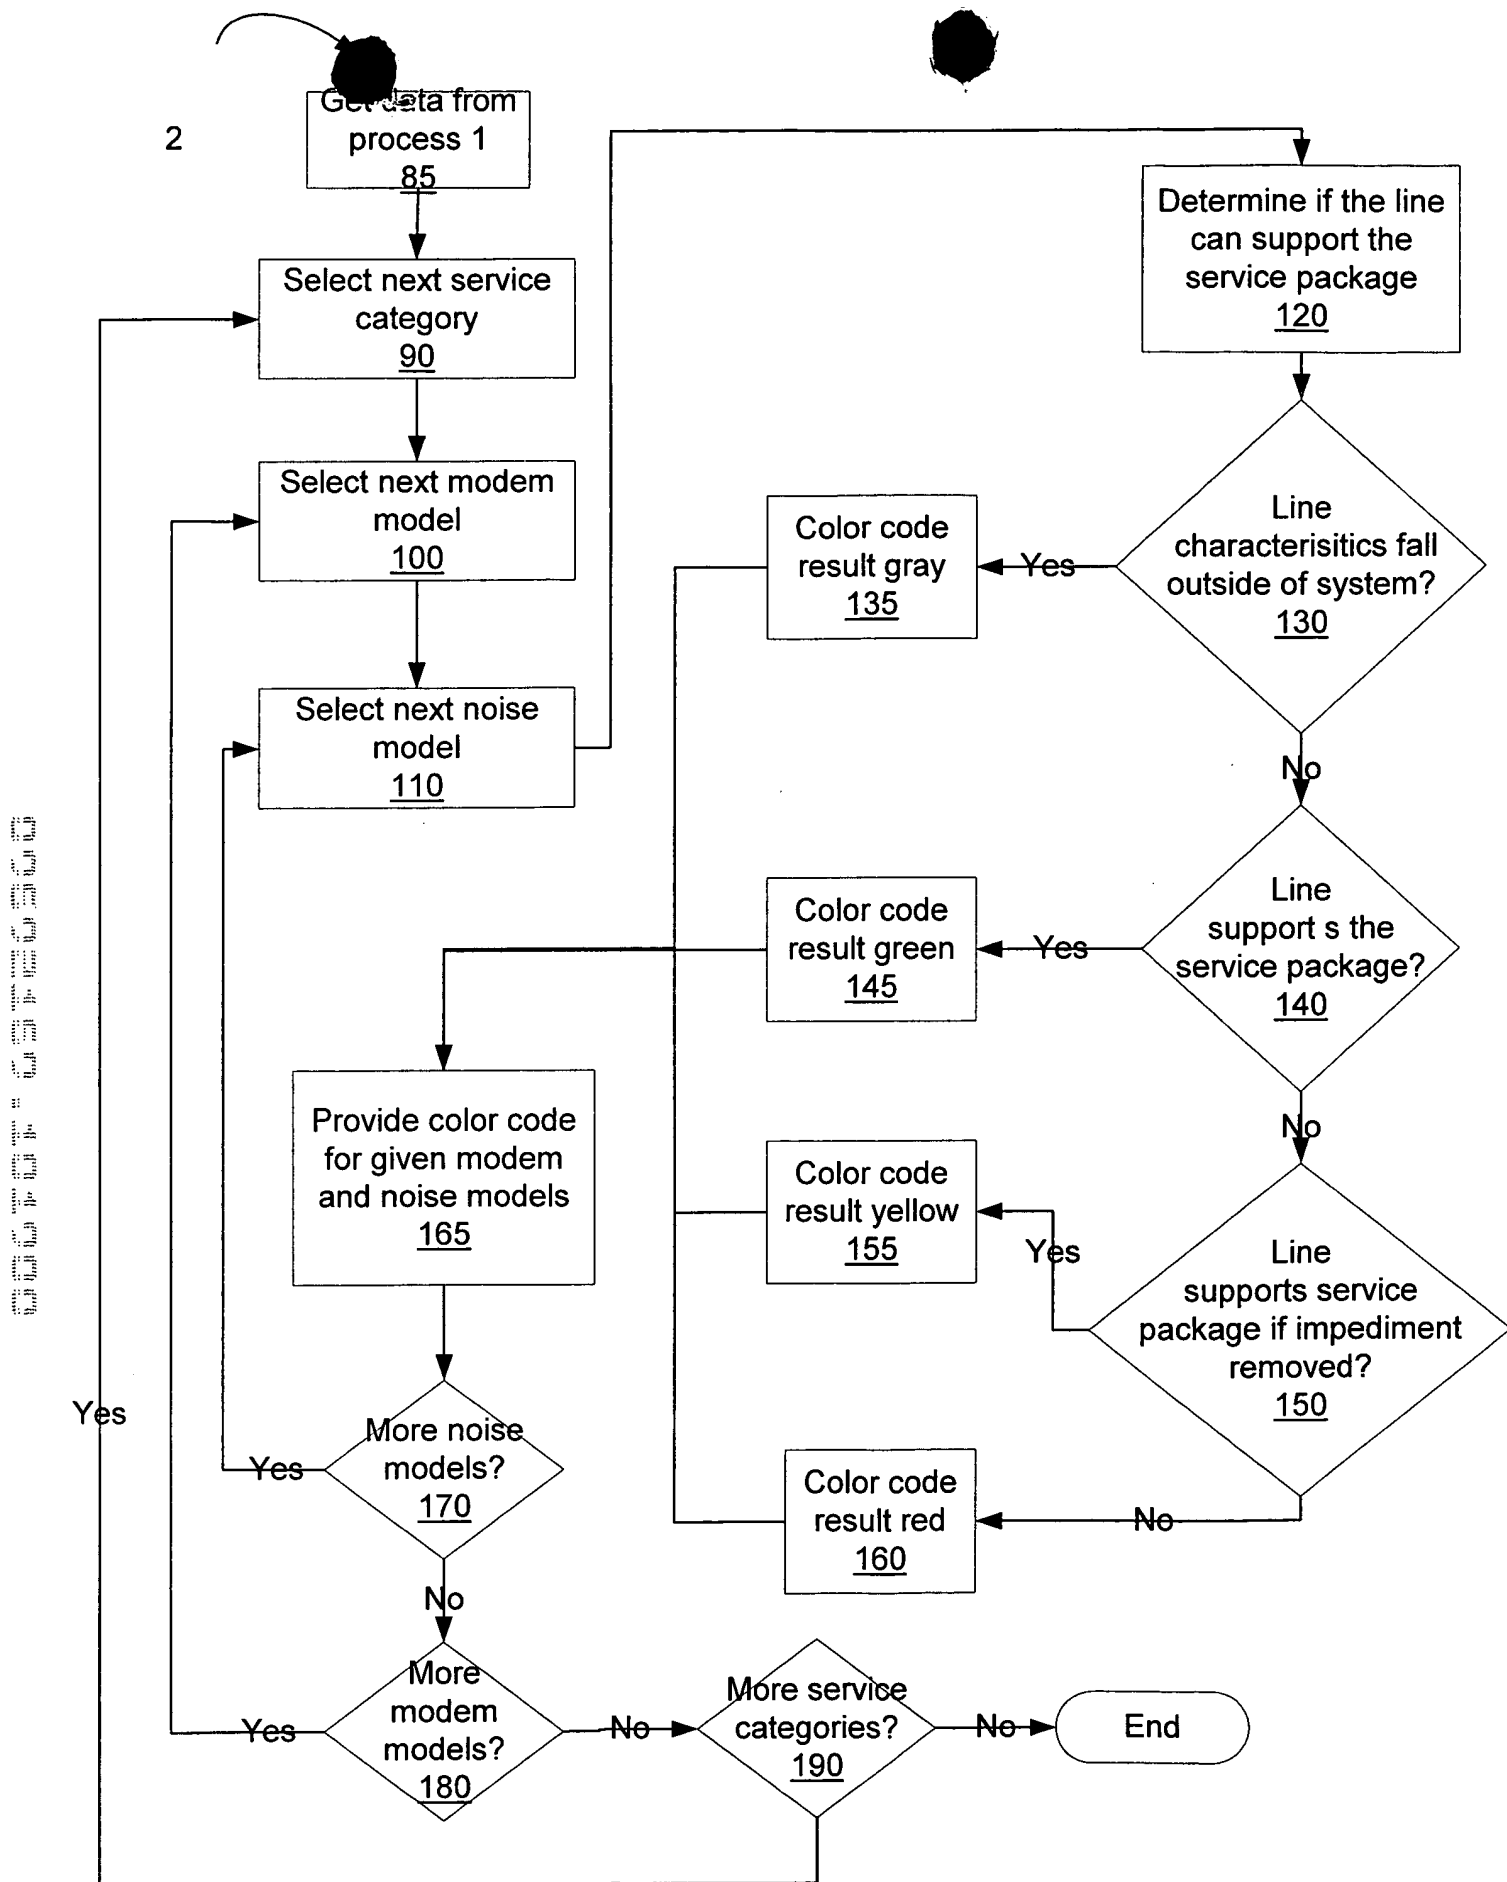 2
Get data from
process 1
85
Select next service
category
90
Select next modem
model
100
Select next noise
model
110
Determine if the line
can support the
service package
120
Line
characterisitics fall
outside of system?
130
Yes
Color code
result gray
135
No
Line
support s the
service package?
140
Yes
Color code
result green
145
No
Line
supports service
package if impediment
removed?
150
Yes
Color code
result yellow
155
No
Color code
result red
160
Provide color code
for given modem
and noise models
165
More noise
models?
170
Yes
No
More
modem
models?
180
Yes
No
More service
categories?
190
Yes
No
End